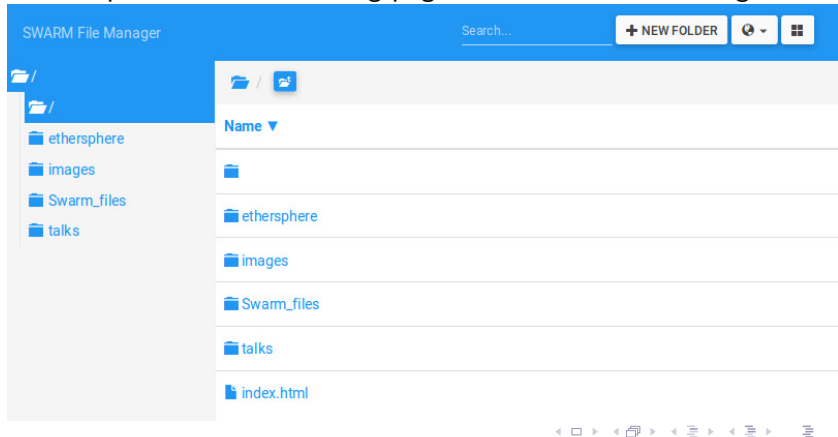 SWARM File Manager Search... + NEW FOLDER
/
/
ethersphere
images
Swarm_files
talks
/
Name ▼
ethersphere
images
Swarm_files
talks
index.html